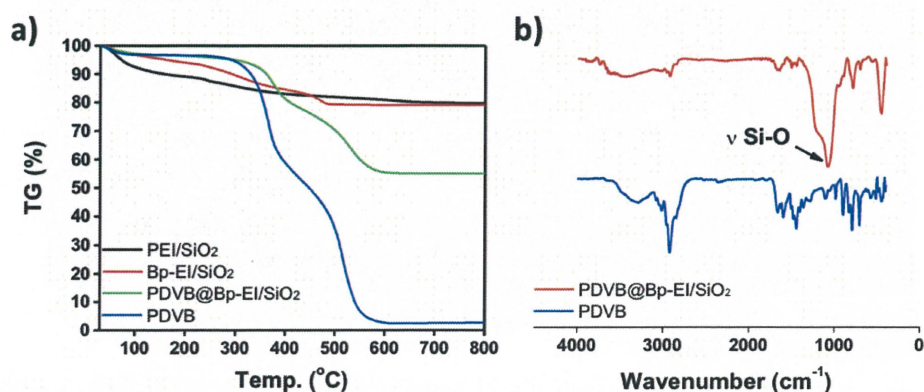 a)
100
90
80
70
60
50
40
30
20
10
0
TG (%)
PEI/SiO₂
Bp-EI/SiO₂
PDVB@Bp-EI/SiO₂
PDVB
100 200 300 400 500 600 700 800
Temp. (°C)
b)
ν Si-O
PDVB@Bp-EI/SiO₂
PDVB
4000 3000 2000 1000 0
Wavenumber (cm⁻¹)